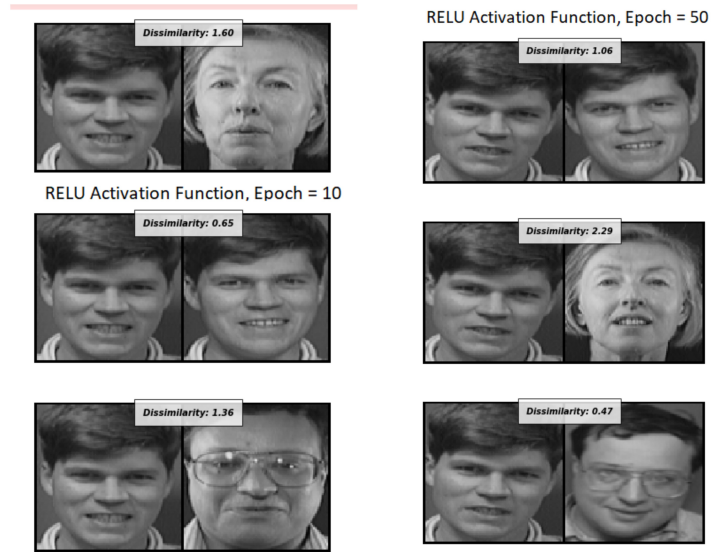 Dissimilarity: 1.60
RELU Activation Function, Epoch = 10
Dissimilarity: 0.65
Dissimilarity: 1.36
RELU Activation Function, Epoch = 50
Dissimilarity: 1.06
Dissimilarity: 2.29
Dissimilarity: 0.47